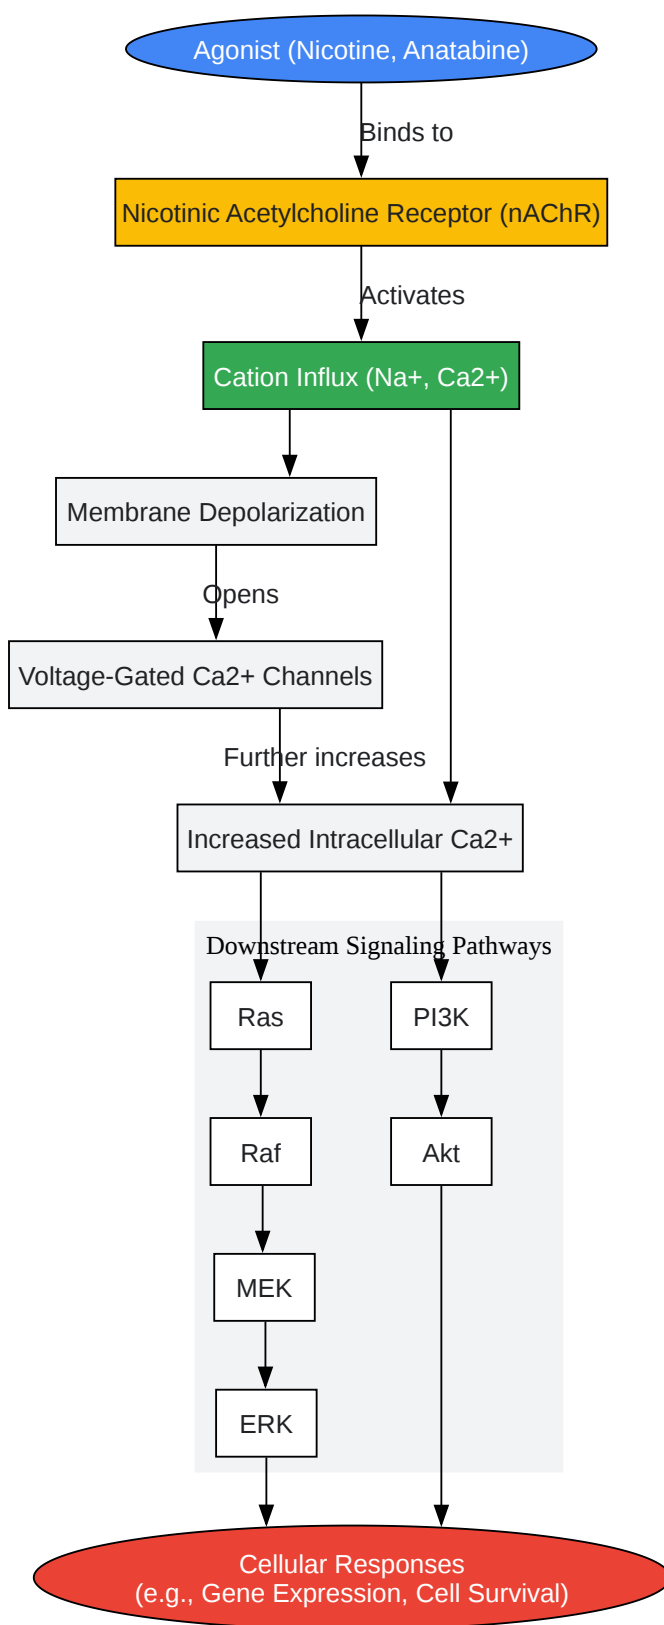 Agonist (Nicotine, Anatabine)
Binds to
Nicotinic Acetylcholine Receptor (nAChR)
Activates
Cation Influx (Na+, Ca2+)
Membrane Depolarization
Opens
Voltage-Gated Ca2+ Channels
Further increases
Increased Intracellular Ca2+
Downstream Signaling Pathways
Ras
PI3K
Raf
Akt
MEK
ERK
Cellular Responses
(e.g., Gene Expression, Cell Survival)